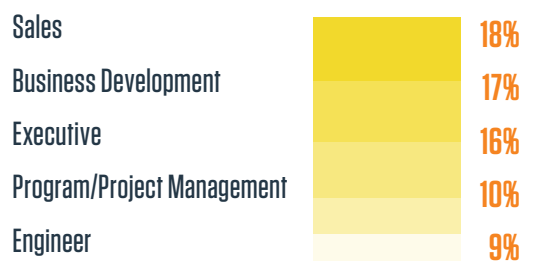 Sales 18%
Business Development 17%
Executive 16%
Program/Project Management 10%
Engineer 9%